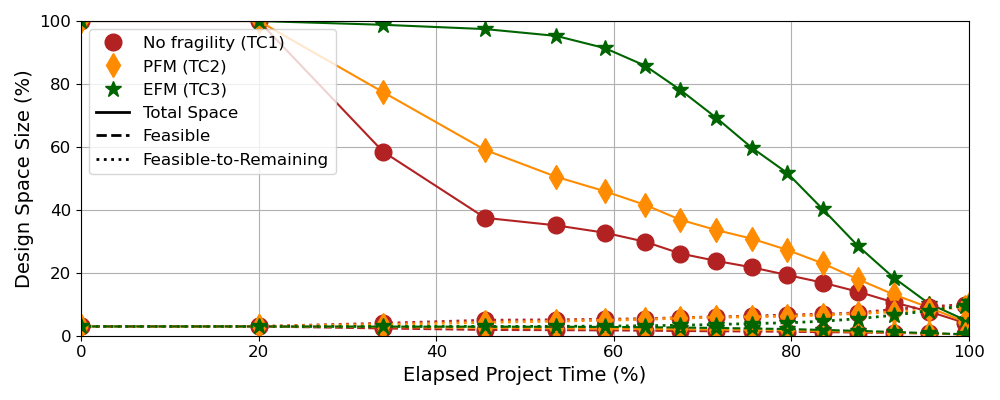 Design Space Size (%)
100
80
60
40
20
0
No fragility (TC1)
PFM (TC2)
EFM (TC3)
Total Space
Feasible
Feasible-to-Remaining
0 20 40 60 80 100
Elapsed Project Time (%)